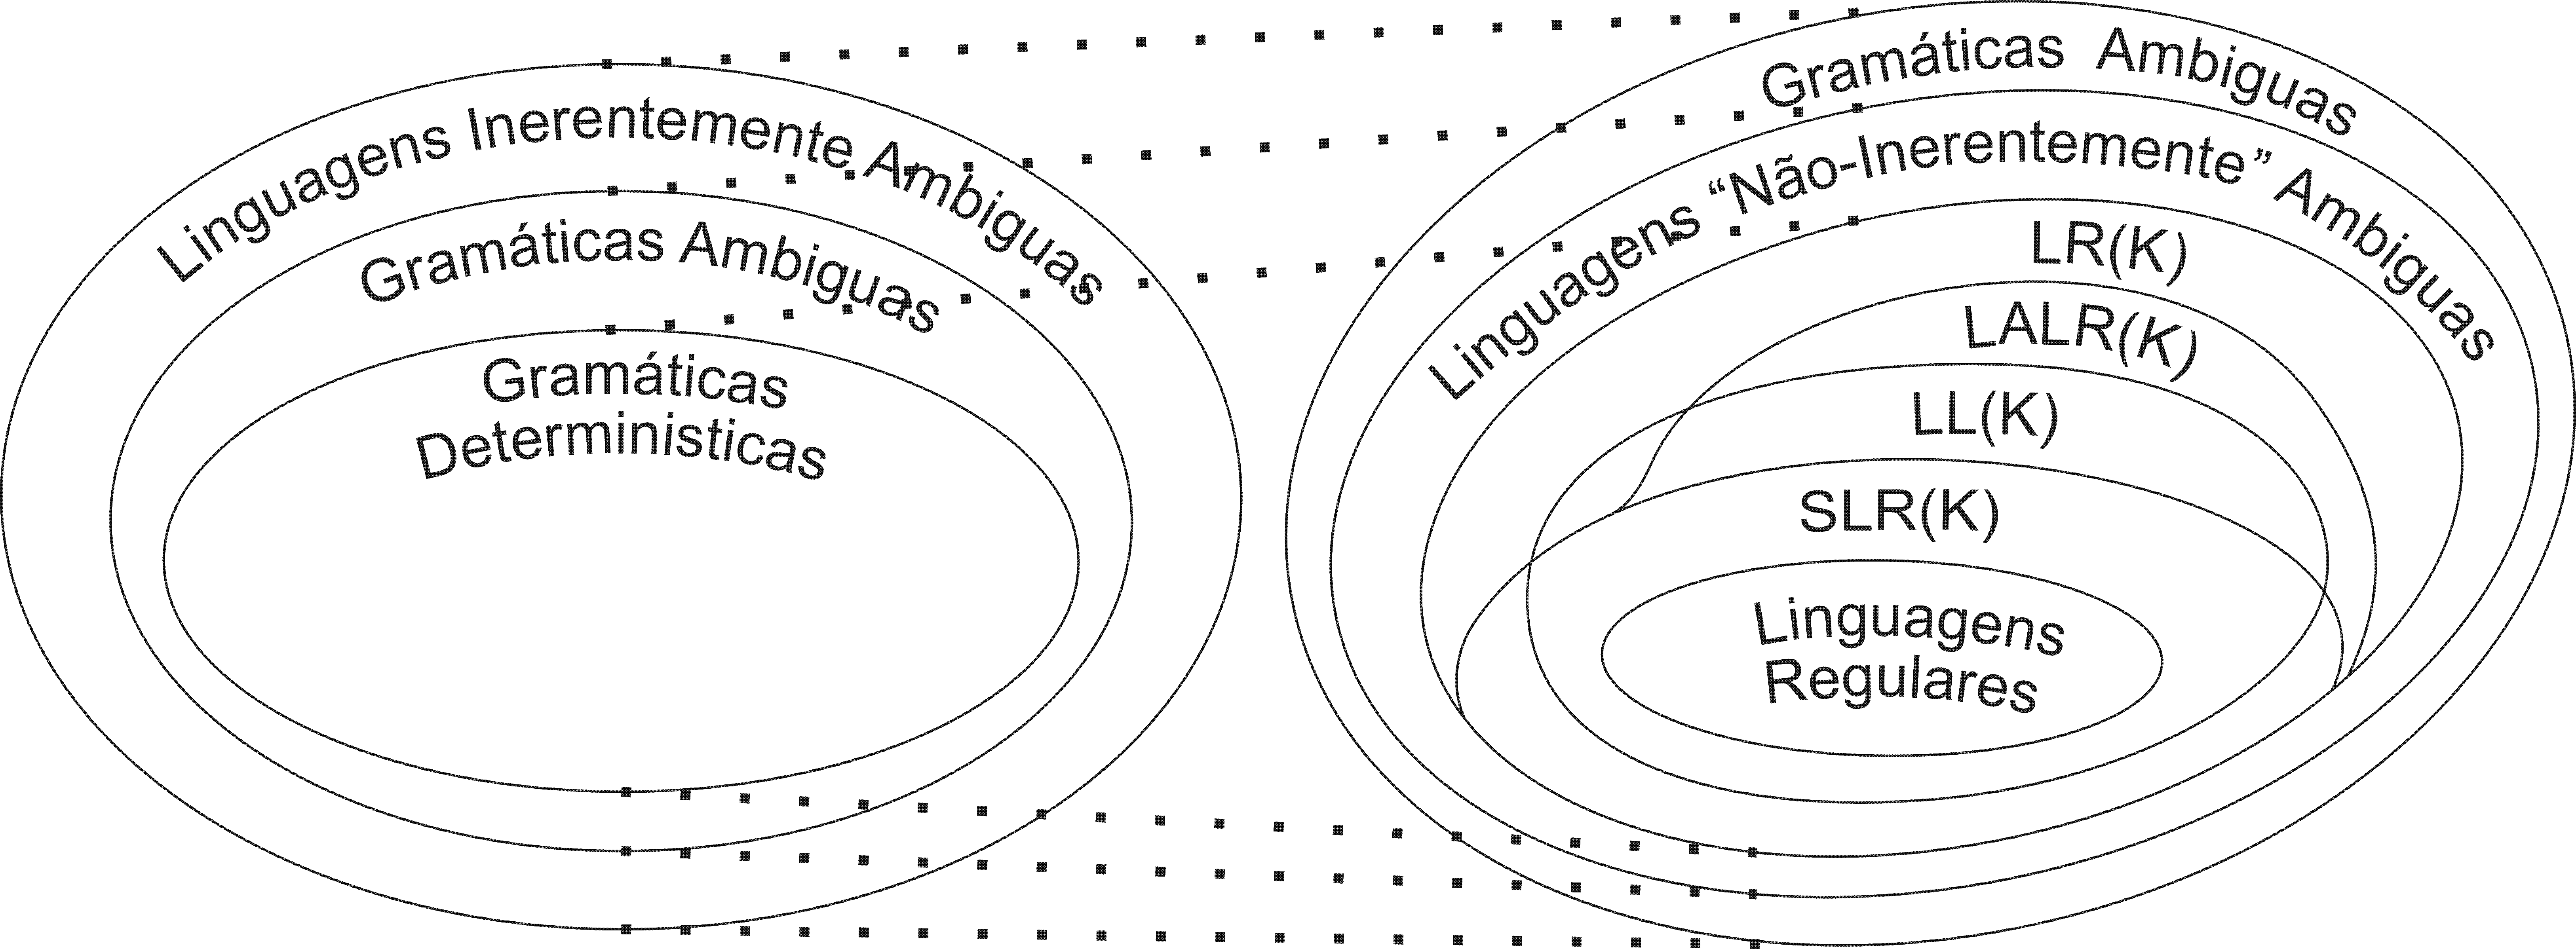 Linguagens Inerentemente Ambiguas
Gramáticas Ambiguas
Gramáticas
Deterministicas
Gramáticas Ambiguas
Linguagens “Não-Inerentemente” Ambiguas
LR(K)
LALR(K)
LL(K)
SLR(K)
Linguagens
Regulares